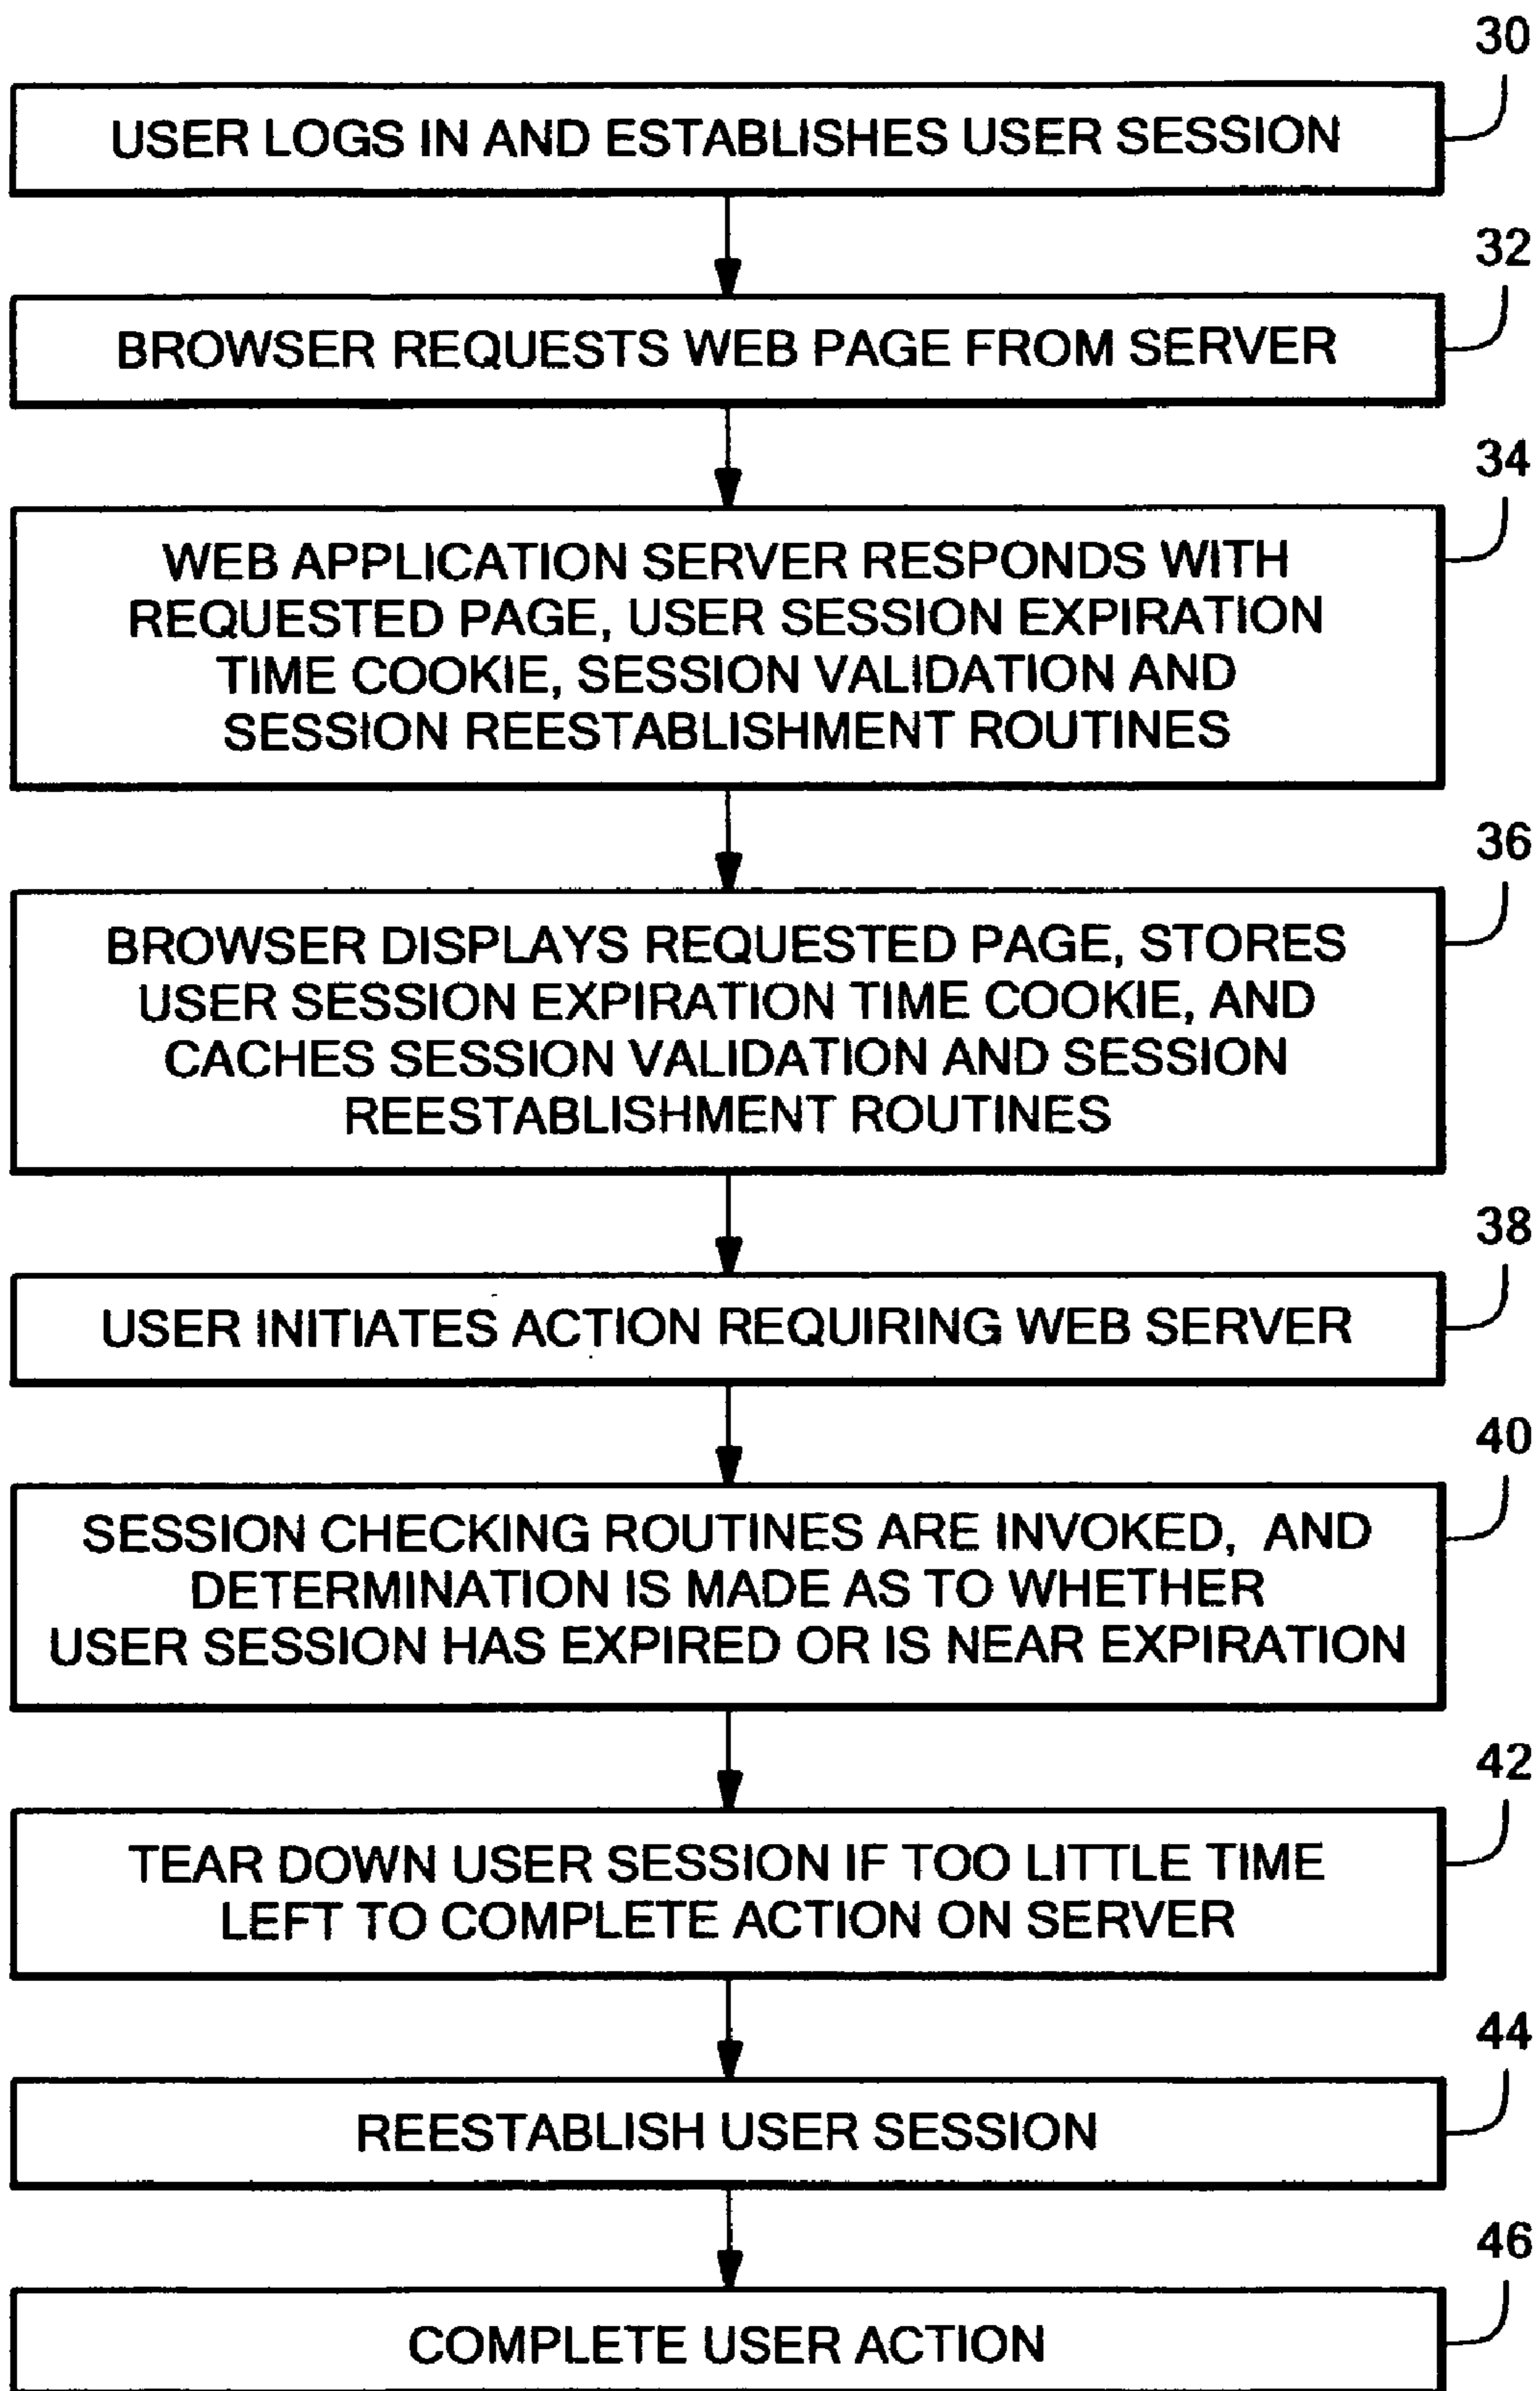 30
USER LOGS IN AND ESTABLISHES USER SESSION
32
BROWSER REQUESTS WEB PAGE FROM SERVER
34
WEB APPLICATION SERVER RESPONDS WITH
REQUESTED PAGE, USER SESSION EXPIRATION
TIME COOKIE, SESSION VALIDATION AND
SESSION REESTABLISHMENT ROUTINES
36
BROWSER DISPLAYS REQUESTED PAGE, STORES
USER SESSION EXPIRATION TIME COOKIE, AND
CACHES SESSION VALIDATION AND SESSION
REESTABLISHMENT ROUTINES
38
USER INITIATES ACTION REQUIRING WEB SERVER
40
SESSION CHECKING ROUTINES ARE INVOKED, AND
DETERMINATION IS MADE AS TO WHETHER
USER SESSION HAS EXPIRED OR IS NEAR EXPIRATION
42
TEAR DOWN USER SESSION IF TOO LITTLE TIME
LEFT TO COMPLETE ACTION ON SERVER
44
REESTABLISH USER SESSION
46
COMPLETE USER ACTION